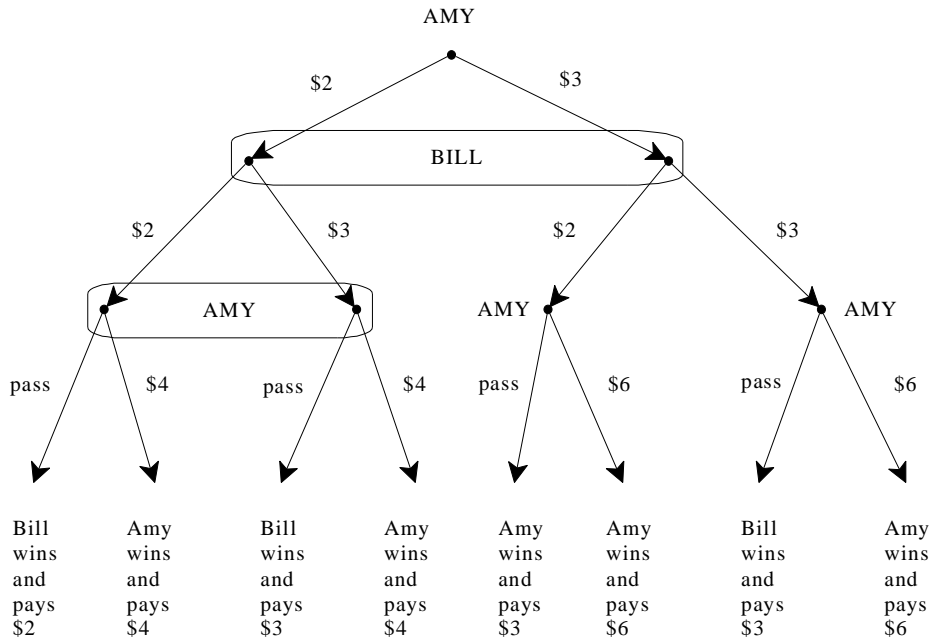 AMY
$2 $3
BILL
$2 $3 $2 $3
AMY AMY AMY
pass $4 pass $4 pass $6 pass $6
Bill Amy Bill Amy Amy Amy Bill Amy
wins wins wins wins wins wins wins wins
and and and and and and and and
pays pays pays pays pays pays pays pays
$2 $4 $3 $4 $3 $6 $3 $6